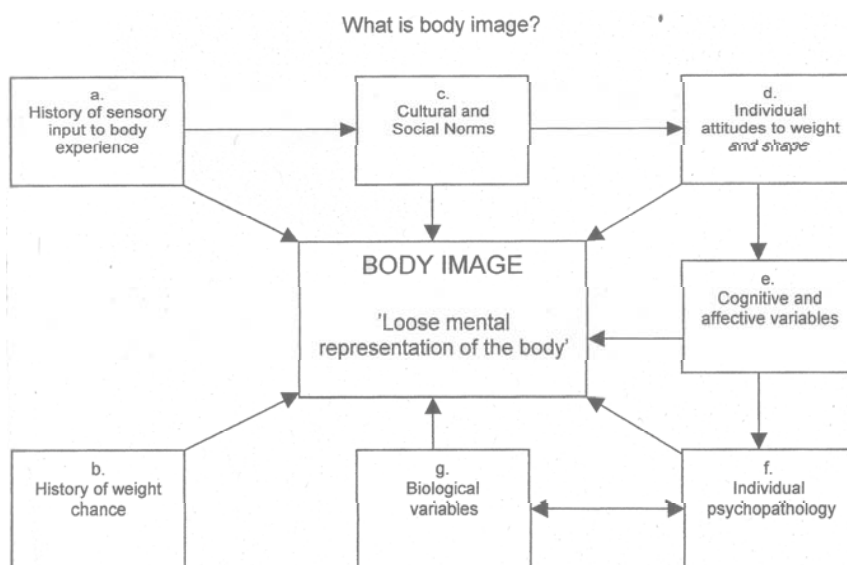 What is body image?
a.
History of sensory
input to body
experience
c.
Cultural and
Social Norms
d.
Individual
attitudes to weight
and shape
BODY IMAGE
'Loose mental
representation of the body'
e.
Cognitive and
affective variables
b.
History of weight
chance
g.
Biological
variables
f.
Individual
psychopathology